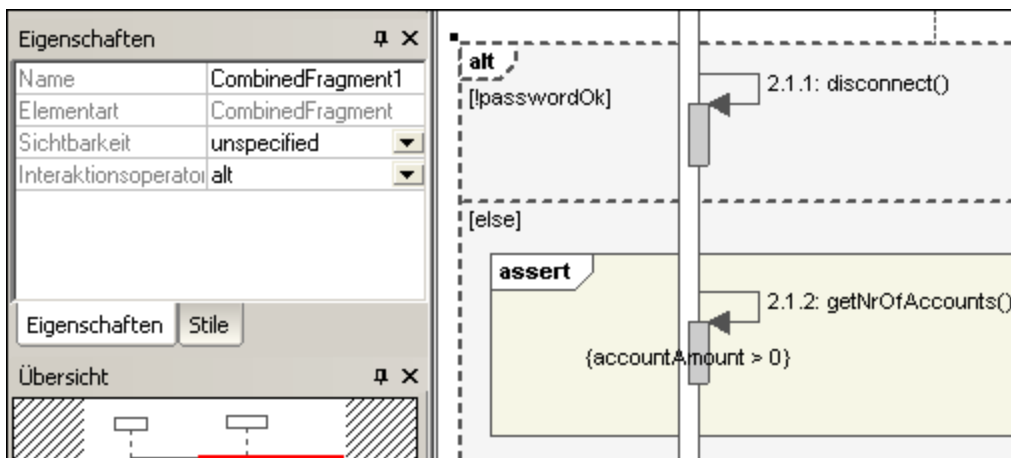 Eigenschaften
Name CombinedFragment1
Elementart CombinedFragment
Sichtbarkeit unspecified
Interaktionsoperator alt
Eigenschaften Stile
Übersicht
alt
[!passwordOk]
2.1.1: disconnect()
[else]
assert
2.1.2: getNrOfAccounts()
{accountAmount > 0}